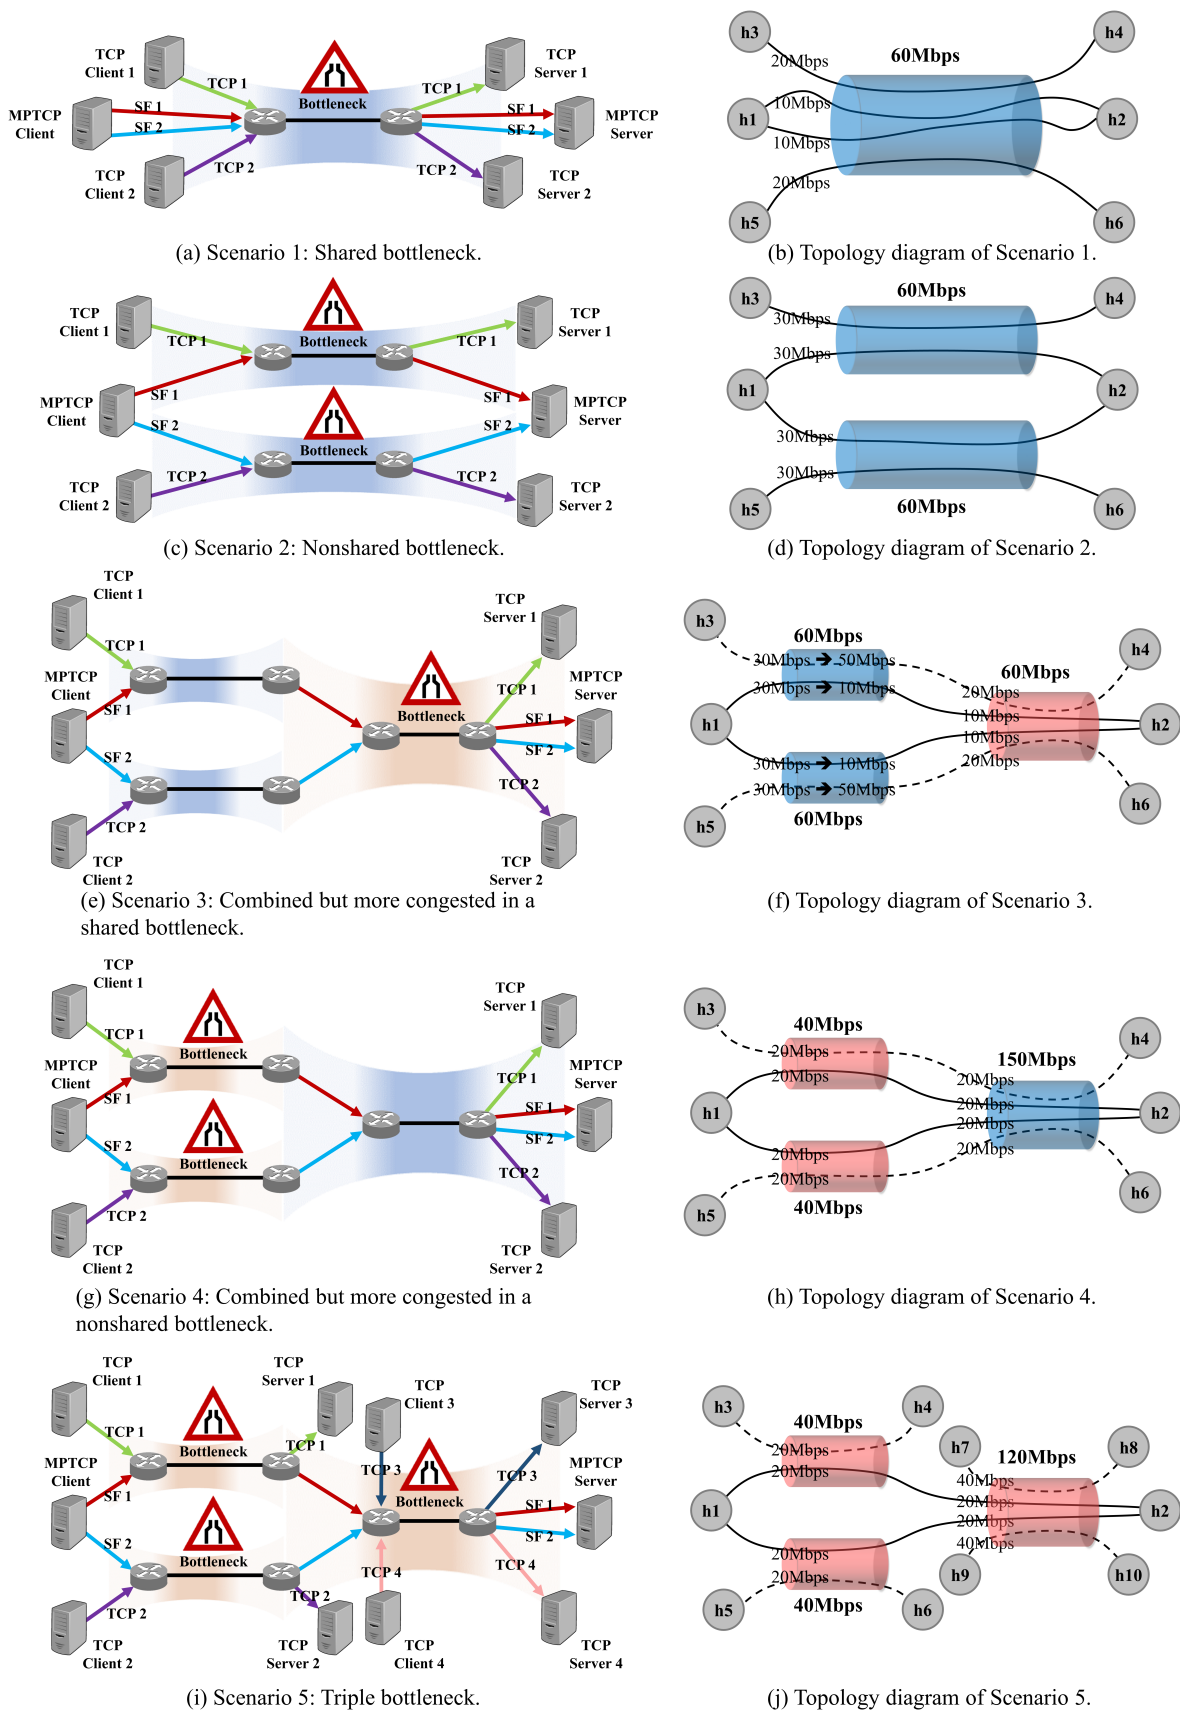 TCP
Client 1
TCP 1
Bottleneck
TCP 1
TCP
Server 1
MPTCP
Client
SF 1
SF 2
SF 1
SF 2
MPTCP
Server
TCP
Client 2
TCP 2
TCP 2
TCP
Server 2
(a) Scenario 1: Shared bottleneck.
h3
h4
60Mbps
20Mbps
10Mbps
h1
h2
10Mbps
20Mbps
h5
h6
(b) Topology diagram of Scenario 1.
TCP
Client 1
TCP 1
Bottleneck
TCP 1
TCP
Server 1
MPTCP
Client
SF 1
SF 2
SF 1
SF 2
MPTCP
Server
Bottleneck
TCP
Client 2
TCP 2
TCP 2
TCP
Server 2
(c) Scenario 2: Nonshared bottleneck.
h3
60Mbps
h4
30Mbps
30Mbps
h1
h2
30Mbps
30Mbps
h5
60Mbps
h6
(d) Topology diagram of Scenario 2.
TCP
Client 1
TCP 1
TCP
Server 1
MPTCP
Client
SF 1
SF 2
Bottleneck
TCP 1
SF 1
SF 2
MPTCP
Server
TCP 2
TCP 2
TCP
Client 2
TCP
Server 2
(e) Scenario 3: Combined but more congested in a
shared bottleneck.
h3
60Mbps
h4
30Mbps ➔ 50Mbps
30Mbps ➔ 10Mbps
60Mbps
20Mbps
10Mbps
h1
h2
10Mbps
20Mbps
30Mbps ➔ 10Mbps
30Mbps ➔ 50Mbps
h5
60Mbps
h6
(f) Topology diagram of Scenario 3.
TCP
Client 1
TCP 1
Bottleneck
TCP
Server 1
MPTCP
Client
SF 1
TCP 1
MPTCP
Server
SF 1
SF 2
SF 2
Bottleneck
TCP 2
TCP 2
TCP
Client 2
TCP
Server 2
(g) Scenario 4: Combined but more congested in a
nonshared bottleneck.
h3
40Mbps
h4
20Mbps
20Mbps
150Mbps
20Mbps
20Mbps
h1
h2
20Mbps
20Mbps
20Mbps
20Mbps
h5
40Mbps
h6
(h) Topology diagram of Scenario 4.
TCP
Client 1
TCP
Server 1
TCP
Client 3
TCP
Server 3
TCP 1
Bottleneck
TCP 1
MPTCP
Client
SF 1
TCP 3
Bottleneck
TCP 3
MPTCP
Server
SF 1
SF 2
SF 2
Bottleneck
TCP 4
TCP 4
TCP 2
TCP 2
TCP
Client 2
TCP
Server 2
TCP
Client 4
TCP
Server 4
(i) Scenario 5: Triple bottleneck.
h3
40Mbps
h4
20Mbps
20Mbps
h7
120Mbps
h8
40Mbps
20Mbps
h1
h2
20Mbps
40Mbps
20Mbps
20Mbps
h5
40Mbps
h6
h9
h10
(j) Topology diagram of Scenario 5.